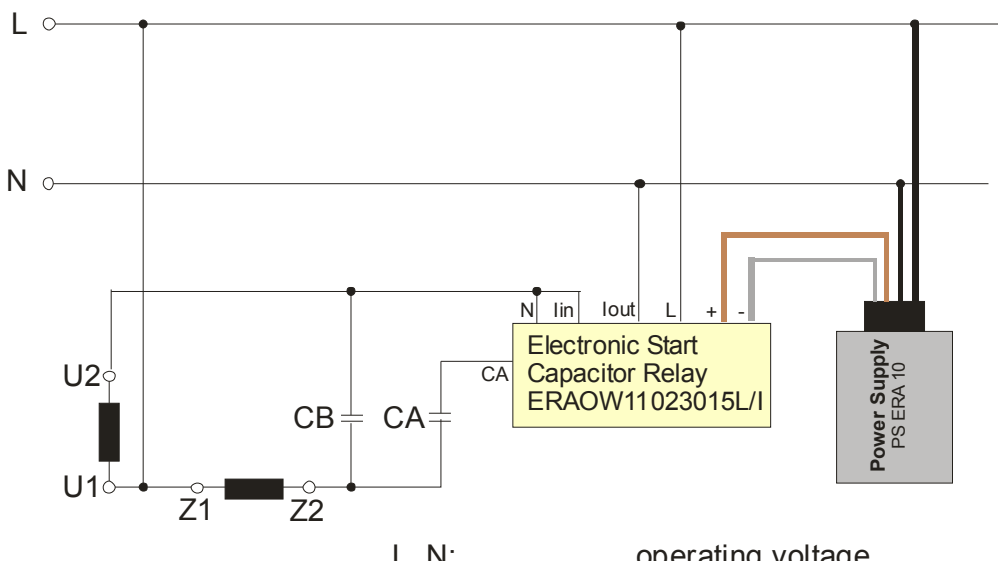 L
N
N Iin Iout L + -
Electronic Start
Capacitor Relay
ERAOW11023015L/I
CA
Power Supply
PS ERA 10
U2
CB
CA
U1
Z1
Z2
L, N: operating voltage